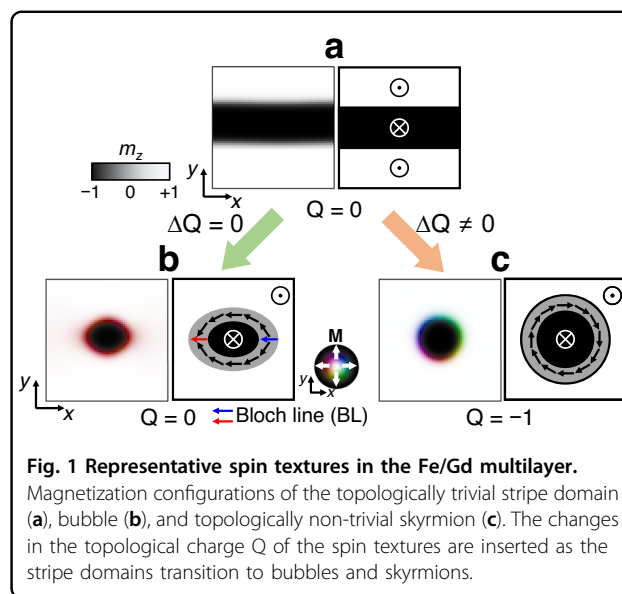 a
m_z
−1 0 +1
y
x
Q = 0
ΔQ = 0
ΔQ ≠ 0
b
c
M
y
x
y
x
Q = 0
Bloch line (BL)
Q = −1
Fig. 1 Representative spin textures in the Fe/Gd multilayer.
Magnetization configurations of the topologically trivial stripe domain
(a), bubble (b), and topologically non-trivial skyrmion (c). The changes
in the topological charge Q of the spin textures are inserted as the
stripe domains transition to bubbles and skyrmions.